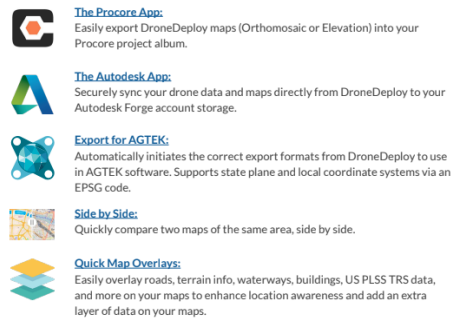 The Procore App:
Easily export DroneDeploy maps (Orthomosaic or Elevation) into your
Procore project album.
The Autodesk App:
Securely sync your drone data and maps directly from DroneDeploy to your
Autodesk Forge account storage.
Export for AGTEK:
Automatically initiates the correct export formats from DroneDeploy to use
in AGTEK software. Supports state plane and local coordinate systems via an
EPSG code.
Side by Side:
Quickly compare two maps of the same area, side by side.
Quick Map Overlays:
Easily overlay roads, terrain info, waterways, buildings, US PLSS TRS data,
and more on your maps to enhance location awareness and add an extra
layer of data on your maps.